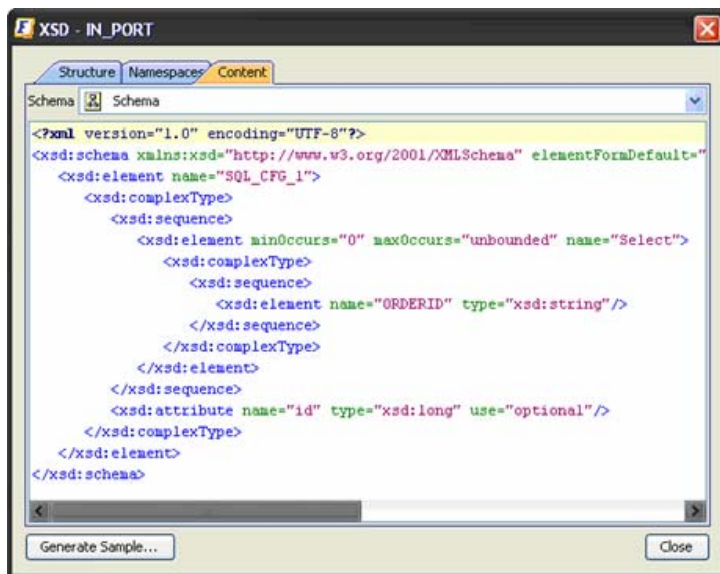 XSD - IN_PORT
Structure Namespaces Content
Schema Schema
<?xml version="1.0" encoding="UTF-8"?>
<xsd:schema xmlns:xsd="http://www.w3.org/2001/XMLSchema" elementFormDefault="
<xsd:element name="SQL_CFG_1">
<xsd:complexType>
<xsd:sequence>
<xsd:element minOccurs="0" maxOccurs="unbounded" name="Select">
<xsd:complexType>
<xsd:sequence>
<xsd:element name="ORDERID" type="xsd:string"/>
</xsd:sequence>
</xsd:complexType>
</xsd:element>
</xsd:sequence>
<xsd:attribute name="id" type="xsd:long" use="optional"/>
</xsd:complexType>
</xsd:element>
</xsd:schema>
Generate Sample... Close